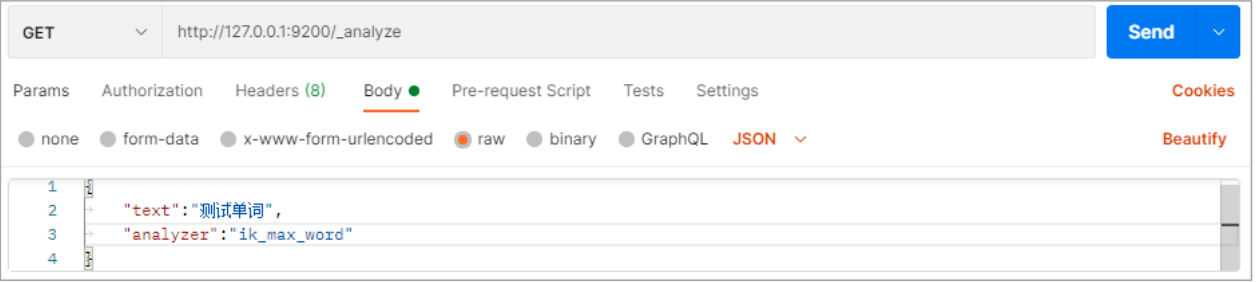 GET http://127.0.0.1:9200/_analyze Send
Params Authorization Headers (8) Body Pre-request Script Tests Settings Cookies
none form-data x-www-form-urlencoded raw binary GraphQL JSON Beautify
1 {
2 "text":"测试单词",
3 "analyzer":"ik_max_word"
4 }